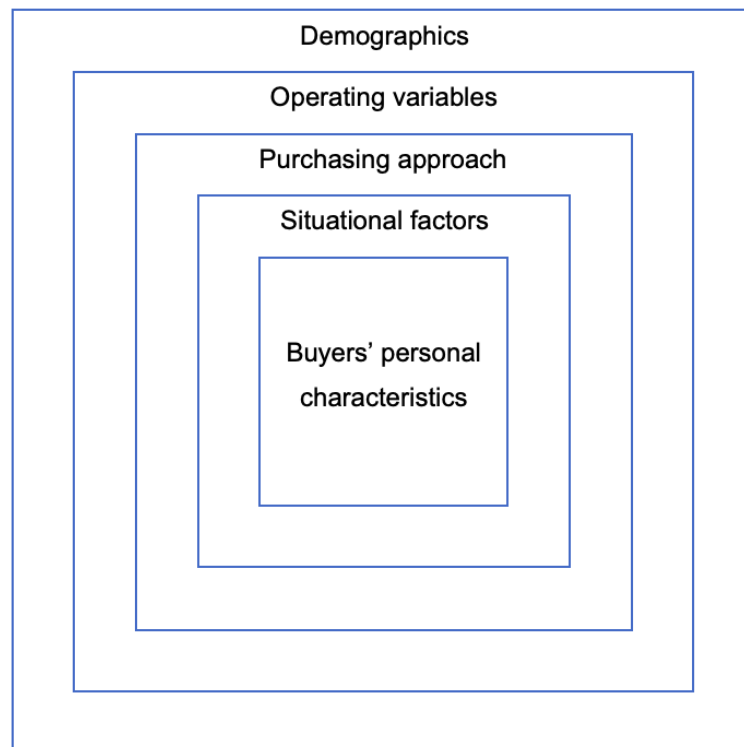 Demographics
Operating variables
Purchasing approach
Situational factors
Buyers’ personal
characteristics